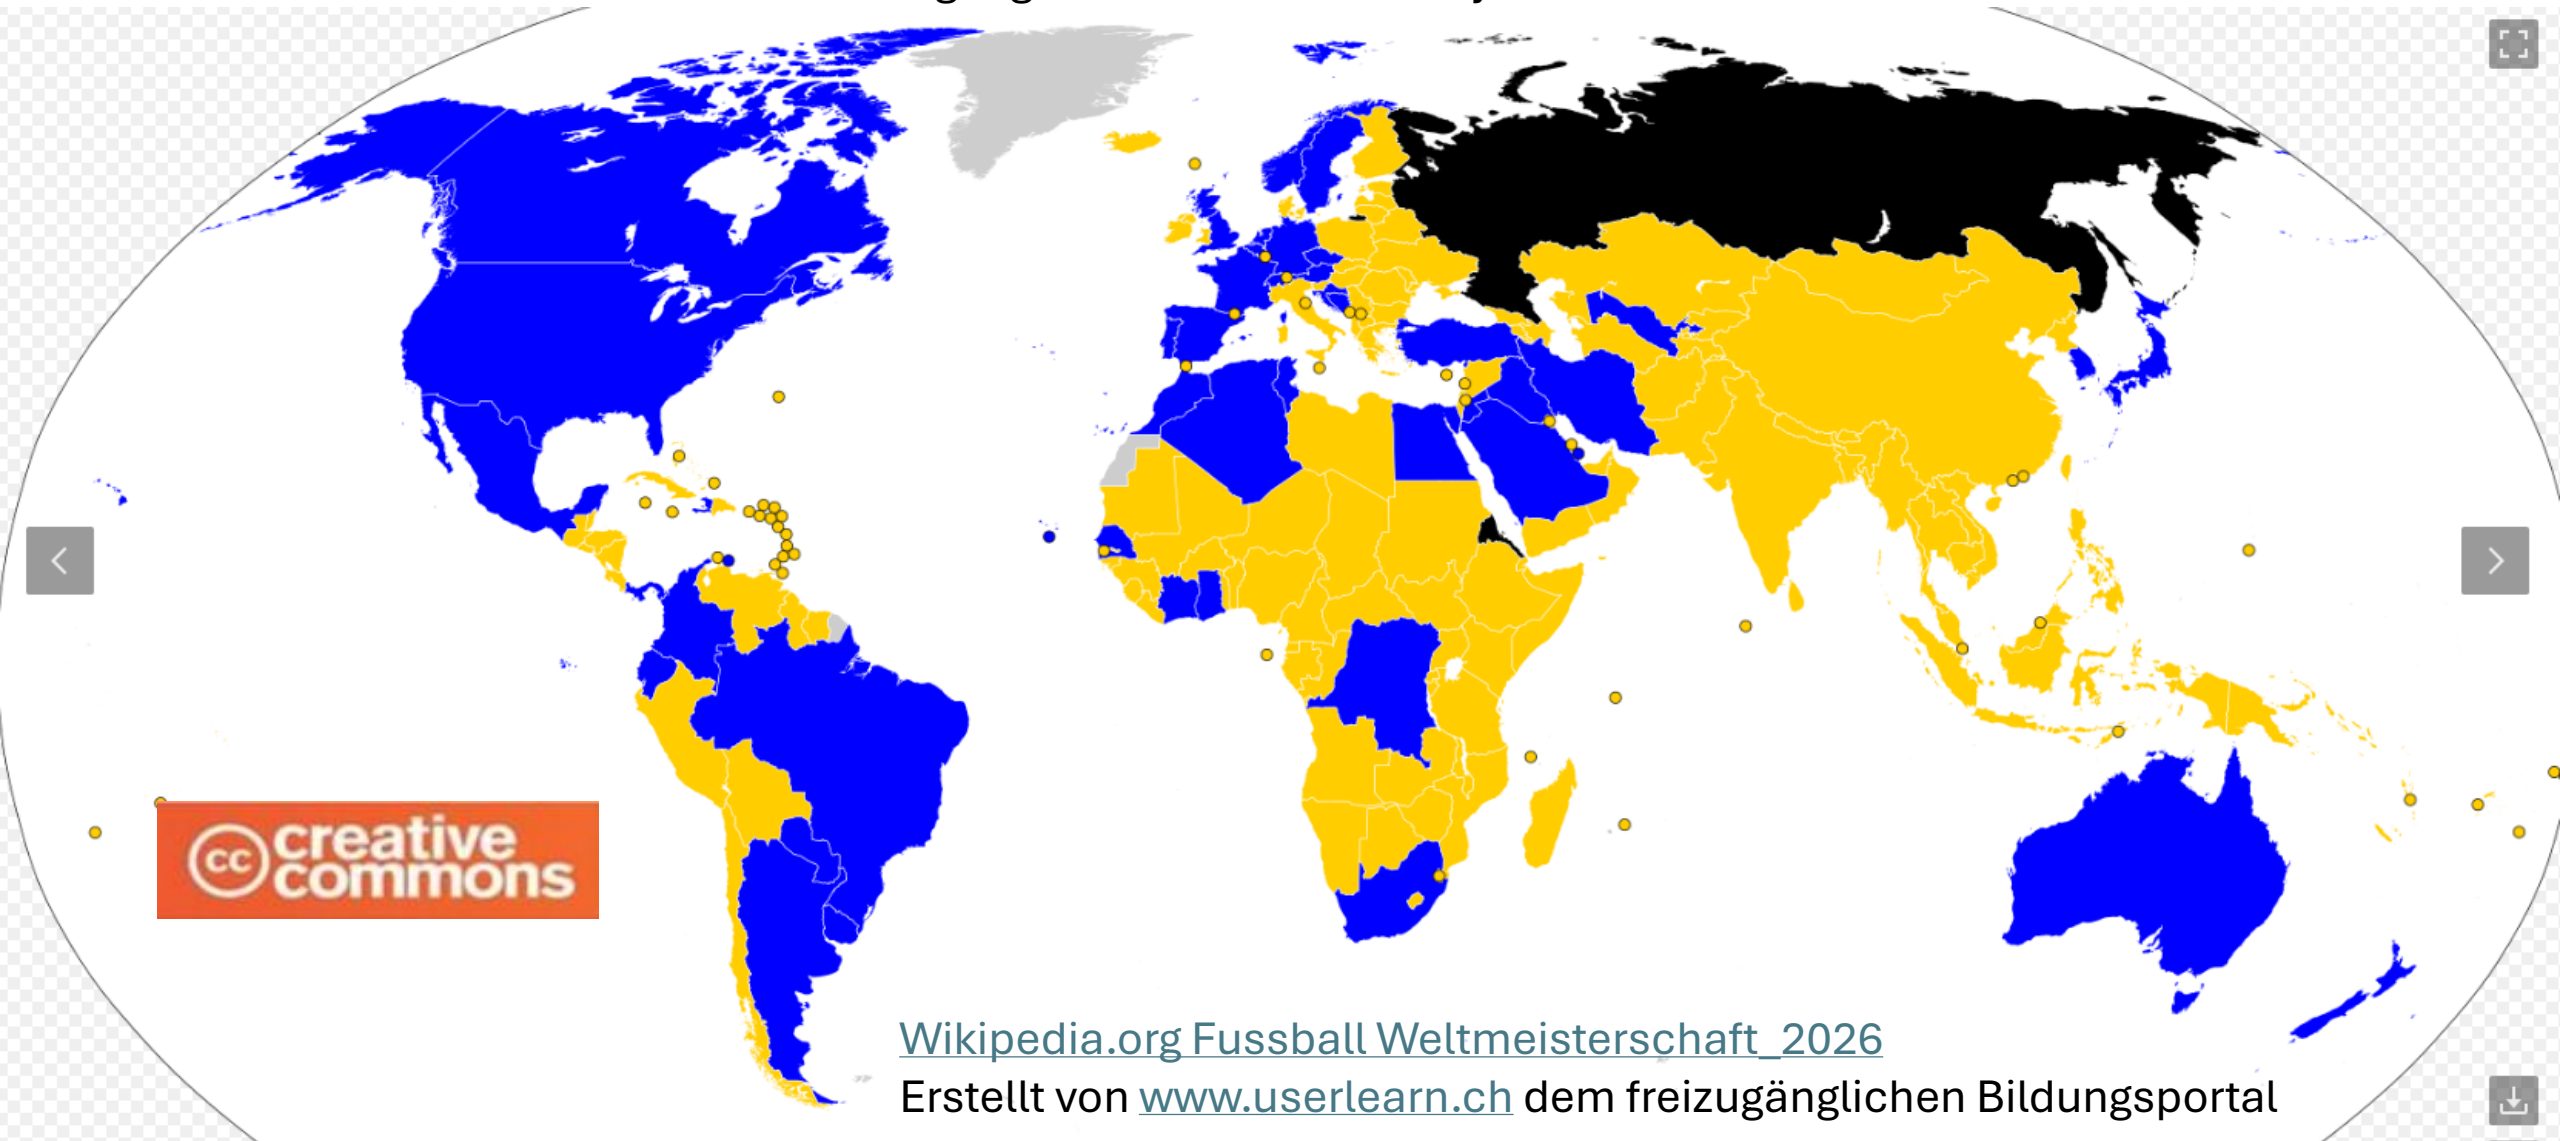 creative
commons
Wikipedia.org Fussball Weltmeisterschaft_2026
Erstellt von www.userlearn.ch dem freizugänglichen Bildungsportal